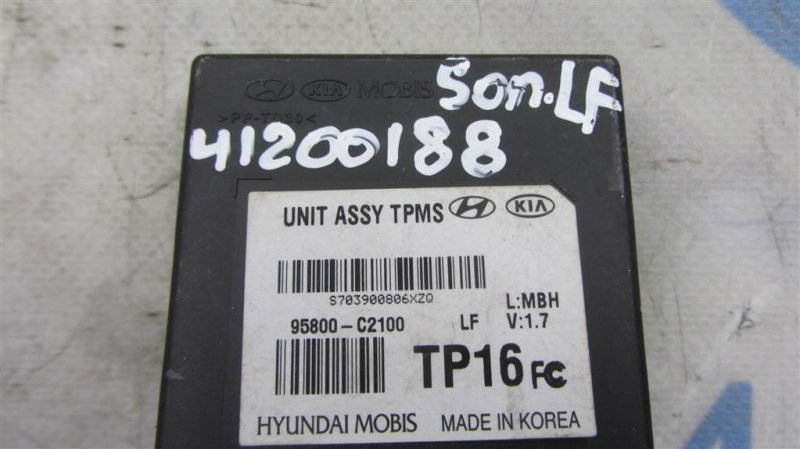 KIA MOBIS Son.LF
>PP-TD30<
41200188
UNIT ASSY TPMS KIA
S703900806XZQ
L:MBH
95800-C2100 LF V:1.7
TP16 FC
HYUNDAI MOBIS MADE IN KOREA